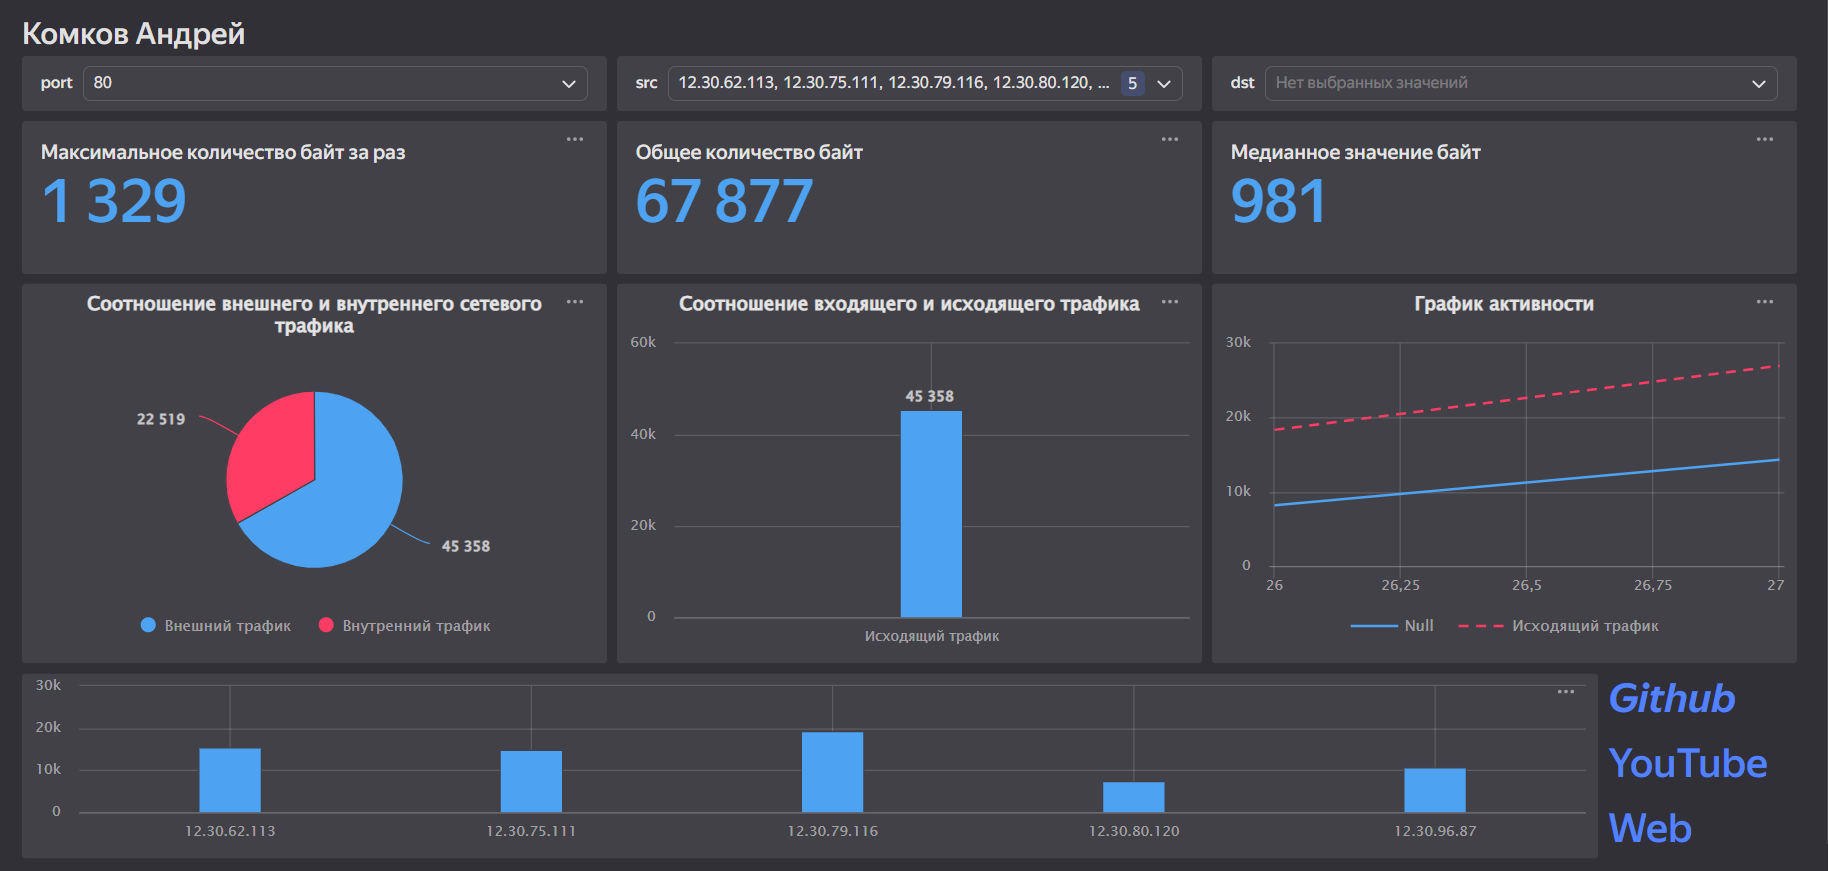 Комков Андрей
port 80
src 12.30.62.113, 12.30.75.111, 12.30.79.116, 12.30.80.120, ... 5
dst Нет выбранных значений
Максимальное количество байт за раз
1 329
Общее количество байт
67 877
Медианное значение байт
981
Соотношение внешнего и внутреннего сетевого
трафика
22 519
45 358
Внешний трафик Внутренний трафик
Соотношение входящего и исходящего трафика
60k
45 358
40k
20k
0
Исходящий трафик
График активности
30k
20k
10k
0
26 26,25 26,5 26,75 27
Null Исходящий трафик
30k
20k
10k
0
12.30.62.113 12.30.75.111 12.30.79.116 12.30.80.120 12.30.96.87
Github
YouTube
Web